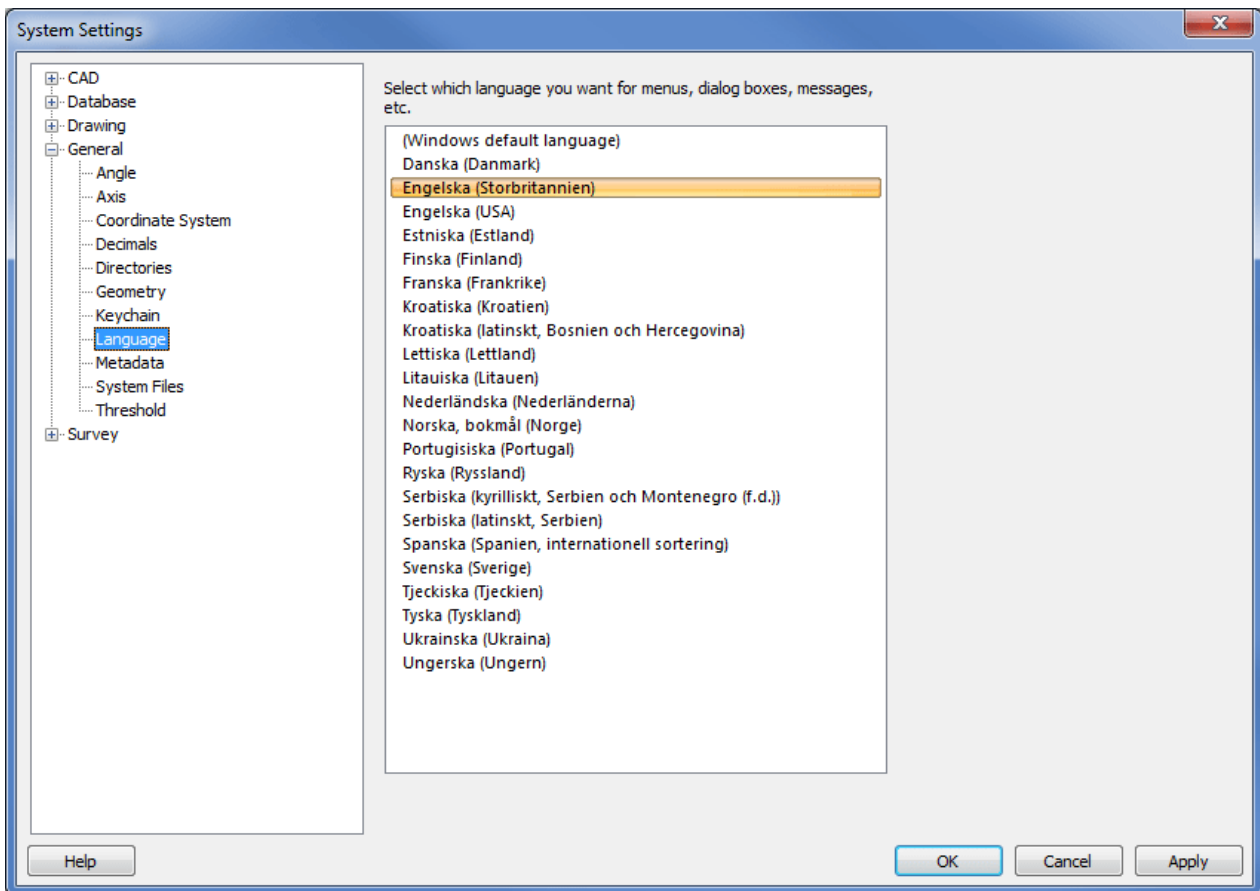 System Settings
CAD
Database
Drawing
General
Angle
Axis
Coordinate System
Decimals
Directories
Geometry
Keychain
Language
Metadata
System Files
Threshold
Survey
Select which language you want for menus, dialog boxes, messages,
etc.
(Windows default language)
Danska (Danmark)
Engelska (Storbritannien)
Engelska (USA)
Estniska (Estland)
Finska (Finland)
Franska (Frankrike)
Kroatiska (Kroatien)
Kroatiska (latinskt, Bosnien och Hercegovina)
Lettiska (Lettland)
Litauiska (Litauen)
Nederländska (Nederländerna)
Norska, bokmål (Norge)
Portugisiska (Portugal)
Ryska (Ryssland)
Serbiska (kyrilliskt, Serbien och Montenegro (f.d.))
Serbiska (latinskt, Serbien)
Spanska (Spanien, internationell sortering)
Svenska (Sverige)
Tjeckiska (Tjeckien)
Tyska (Tyskland)
Ukrainska (Ukraina)
Ungerska (Ungern)
Help
OK
Cancel
Apply